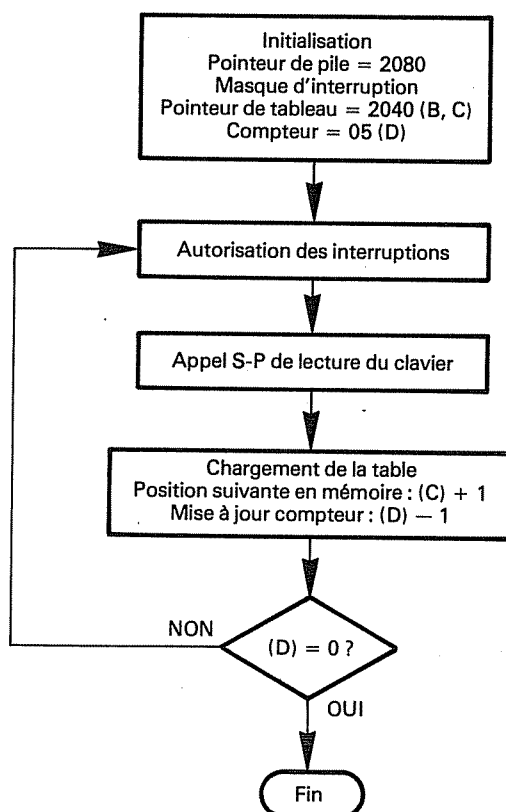 Initialisation
Pointeur de pile = 2080
Masque d'interruption
Pointeur de tableau = 2040 (B, C)
Compteur = 05 (D)
Autorisation des interruptions
Appel S-P de lecture du clavier
Chargement de la table
Position suivante en mémoire : (C) + 1
Mise à jour compteur : (D) — 1
NON
(D) = 0 ?
OUI
Fin